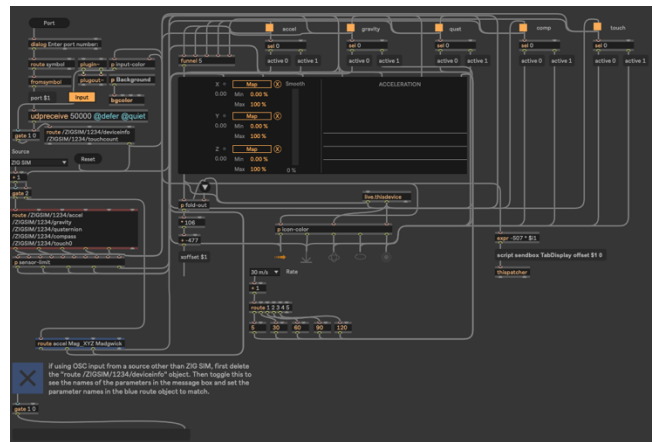 Port
dialog Enter port number:
route symbol
plugin~
p input-color
fromsymbol
plugout~
p Background
port $1
Input
bgcolor
udpreceive 50000 @defer @quiet
gate 1 0
route /ZIGSIM/1234/deviceinfo
/ZIGSIM/1234/touchcount
Source
ZIG SIM
Reset
+ 1
gate 2
route /ZIGSIM/1234/accel
/ZIGSIM/1234/gravity
/ZIGSIM/1234/quaternion
/ZIGSIM/1234/compass
/ZIGSIM/1234/touch0
p sensor-limit
accel
gravity
quat
comp
touch
sel 0
sel 0
sel 0
sel 0
sel 0
active 0
active 1
active 0
active 1
active 0
active 1
active 0
active 1
active 0
active 1
funnel 5
X
Map
X
Smooth
ACCELERATION
0.00
Min
0.00 %
Max
100 %
Y
Map
X
0.00
Min
0.00 %
Max
100 %
Z
Map
X
0.00
Min
0.00 %
Max
100 %
0 %
p fold-out
live.thisdevice
* 106
+ -477
p icon-color
xoffset $1
expr -507 * $i1
script sendbox TabDisplay offset $1 0
thispatcher
Rate
+ 1
route 1 2 3 4 5
5
30
60
90
120
route accel Mag_XYZ Madgwick
if using OSC input from a source other than ZIG SIM, first delete
the "route /ZIGSIM/1234/deviceinfo" object. Then toggle this to
see the names of the parameters in the message box and set the
parameter names in the blue route object to match.
gate 1 0